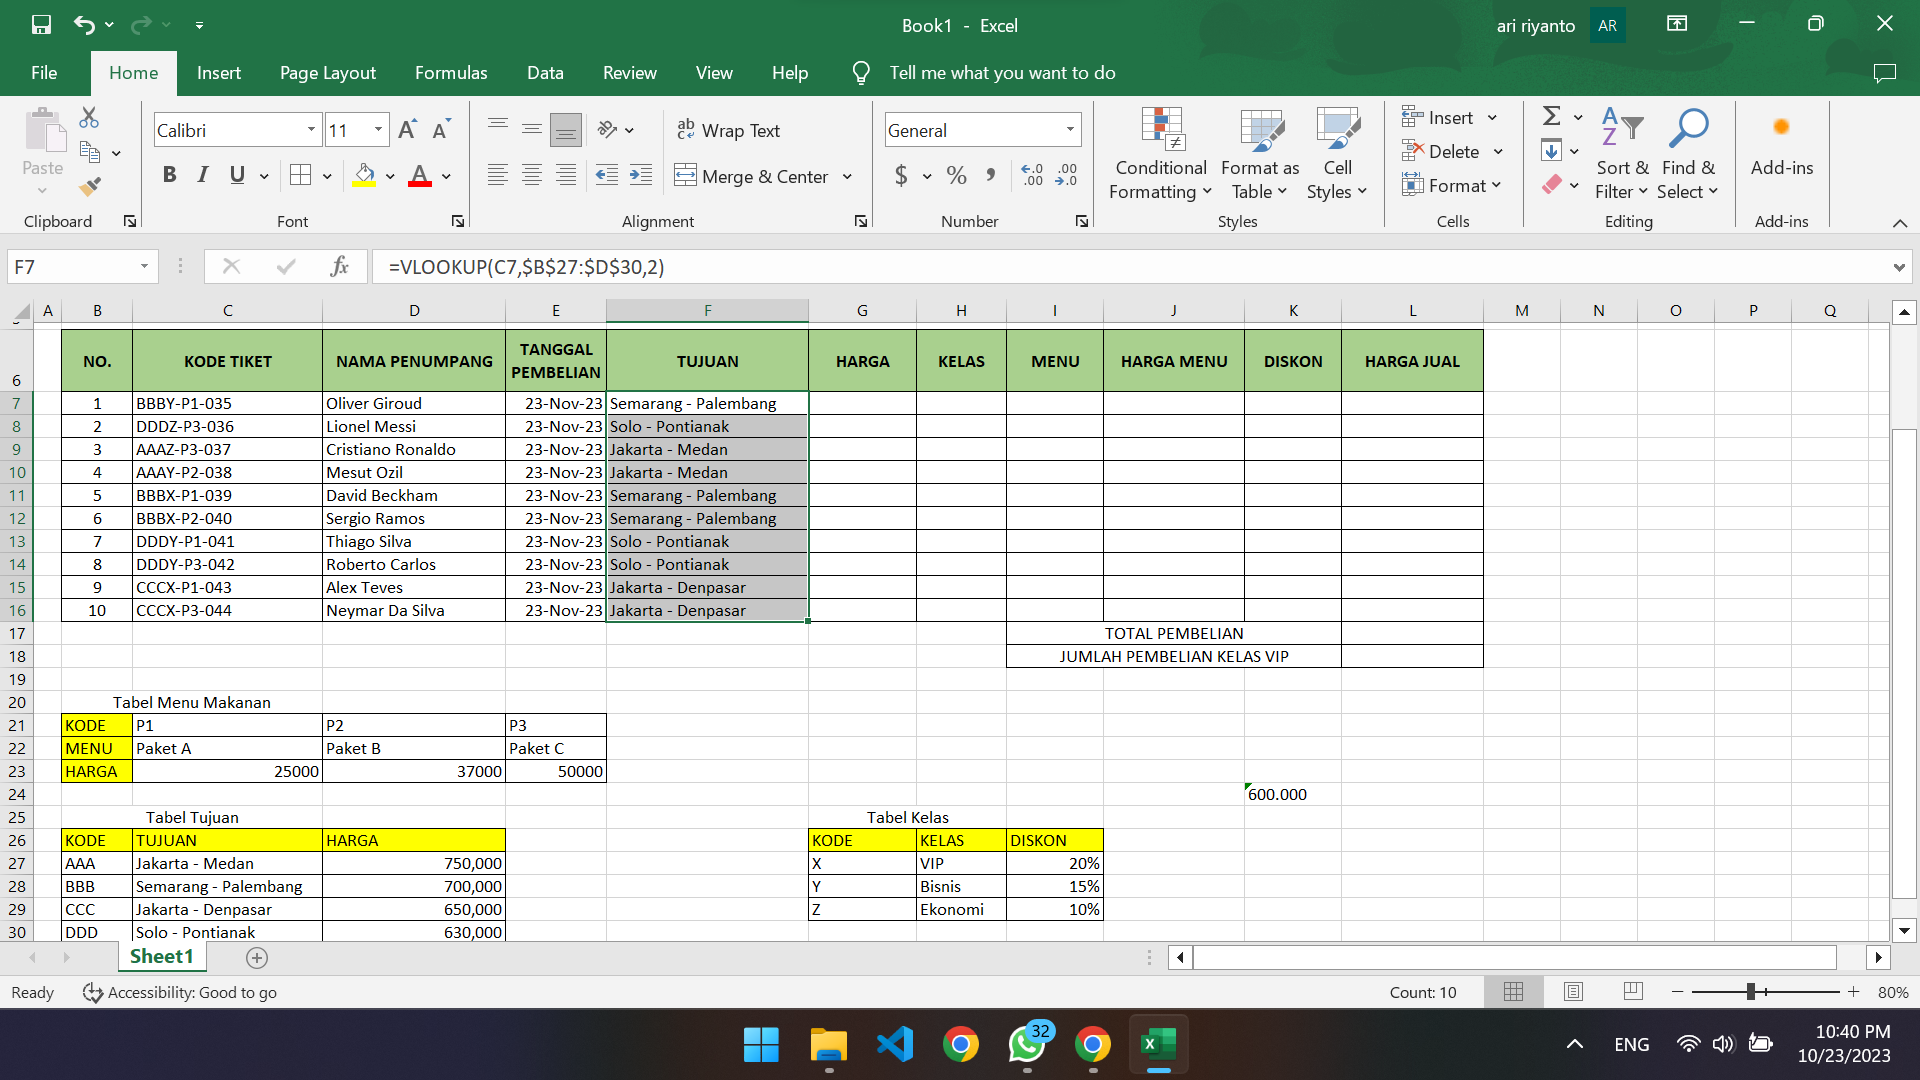 Book1 - Excel
ari riyanto AR
File Home Insert Page Layout Formulas Data Review View Help Tell me what you want to do
Paste
Clipboard
Calibri 11
B I U
Font
Wrap Text
Merge & Center
Alignment
General
$ % ,
Number
Conditional Formatting
Format as Table
Cell Styles
Styles
Insert
Delete
Format
Cells
Sort & Filter
Find & Select
Editing
Add-ins
Add-ins
F7 fx =VLOOKUP(C7,$B$27:$D$30,2)
A B C D E F G H I J K L M N O P Q
6 NO. KODE TIKET NAMA PENUMPANG TANGGAL PEMBELIAN TUJUAN HARGA KELAS MENU HARGA MENU DISKON HARGA JUAL
7 1 BBBY-P1-035 Oliver Giroud 23-Nov-23 Semarang - Palembang
8 2 DDDZ-P3-036 Lionel Messi 23-Nov-23 Solo - Pontianak
9 3 AAAZ-P3-037 Cristiano Ronaldo 23-Nov-23 Jakarta - Medan
10 4 AAAY-P2-038 Mesut Ozil 23-Nov-23 Jakarta - Medan
11 5 BBBX-P1-039 David Beckham 23-Nov-23 Semarang - Palembang
12 6 BBBX-P2-040 Sergio Ramos 23-Nov-23 Semarang - Palembang
13 7 DDDY-P1-041 Thiago Silva 23-Nov-23 Solo - Pontianak
14 8 DDDY-P3-042 Roberto Carlos 23-Nov-23 Solo - Pontianak
15 9 CCCX-P1-043 Alex Teves 23-Nov-23 Jakarta - Denpasar
16 10 CCCX-P3-044 Neymar Da Silva 23-Nov-23 Jakarta - Denpasar
17 TOTAL PEMBELIAN
18 JUMLAH PEMBELIAN KELAS VIP
19
20 Tabel Menu Makanan
21 KODE P1 P2 P3
22 MENU Paket A Paket B Paket C
23 HARGA 25000 37000 50000
24 600.000
25 Tabel Tujuan Tabel Kelas
26 KODE TUJUAN HARGA KODE KELAS DISKON
27 AAA Jakarta - Medan 750,000 X VIP 20%
28 BBB Semarang - Palembang 700,000 Y Bisnis 15%
29 CCC Jakarta - Denpasar 650,000 Z Ekonomi 10%
30 DDD Solo - Pontianak 630,000
Sheet1
Ready Accessibility: Good to go Count: 10 80%
32 ENG 10:40 PM
10/23/2023